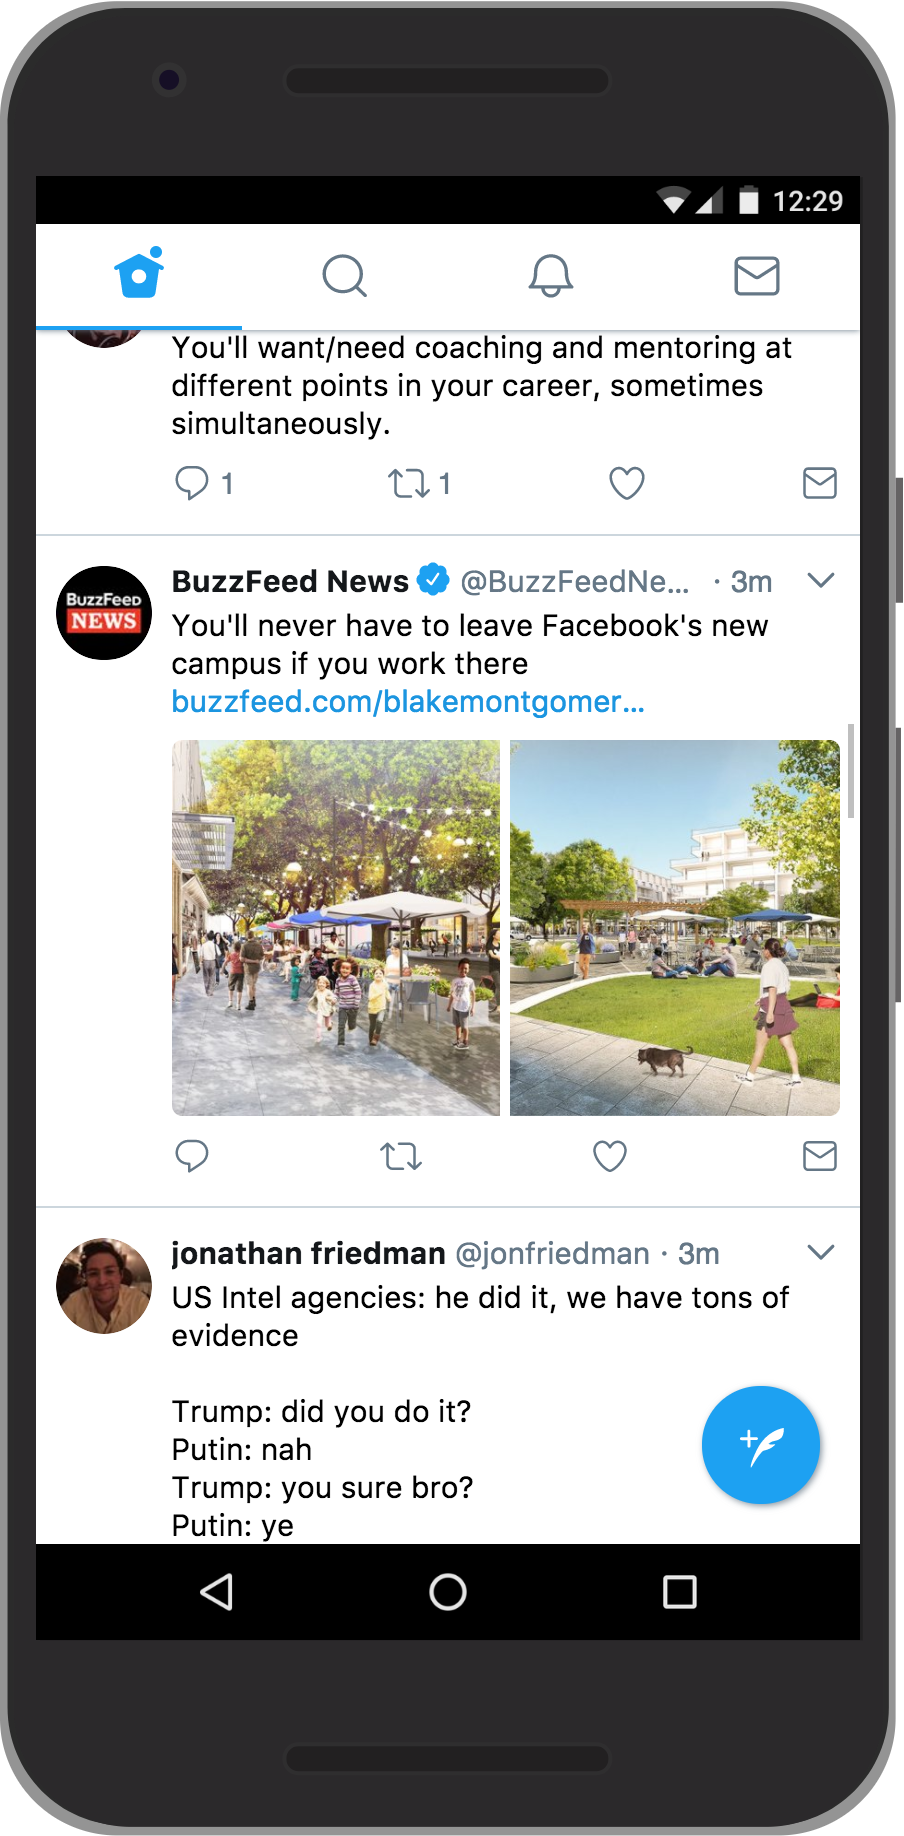 12:29
You'll want/need coaching and mentoring at
different points in your career, sometimes
simultaneously.
1 1
BuzzFeed News @BuzzFeedNe... · 3m
BuzzFeed
NEWS
You'll never have to leave Facebook's new
campus if you work there
buzzfeed.com/blakemontgomer...
jonathan friedman @jonfriedman · 3m
US Intel agencies: he did it, we have tons of
evidence
Trump: did you do it?
Putin: nah
Trump: you sure bro?
Putin: ye